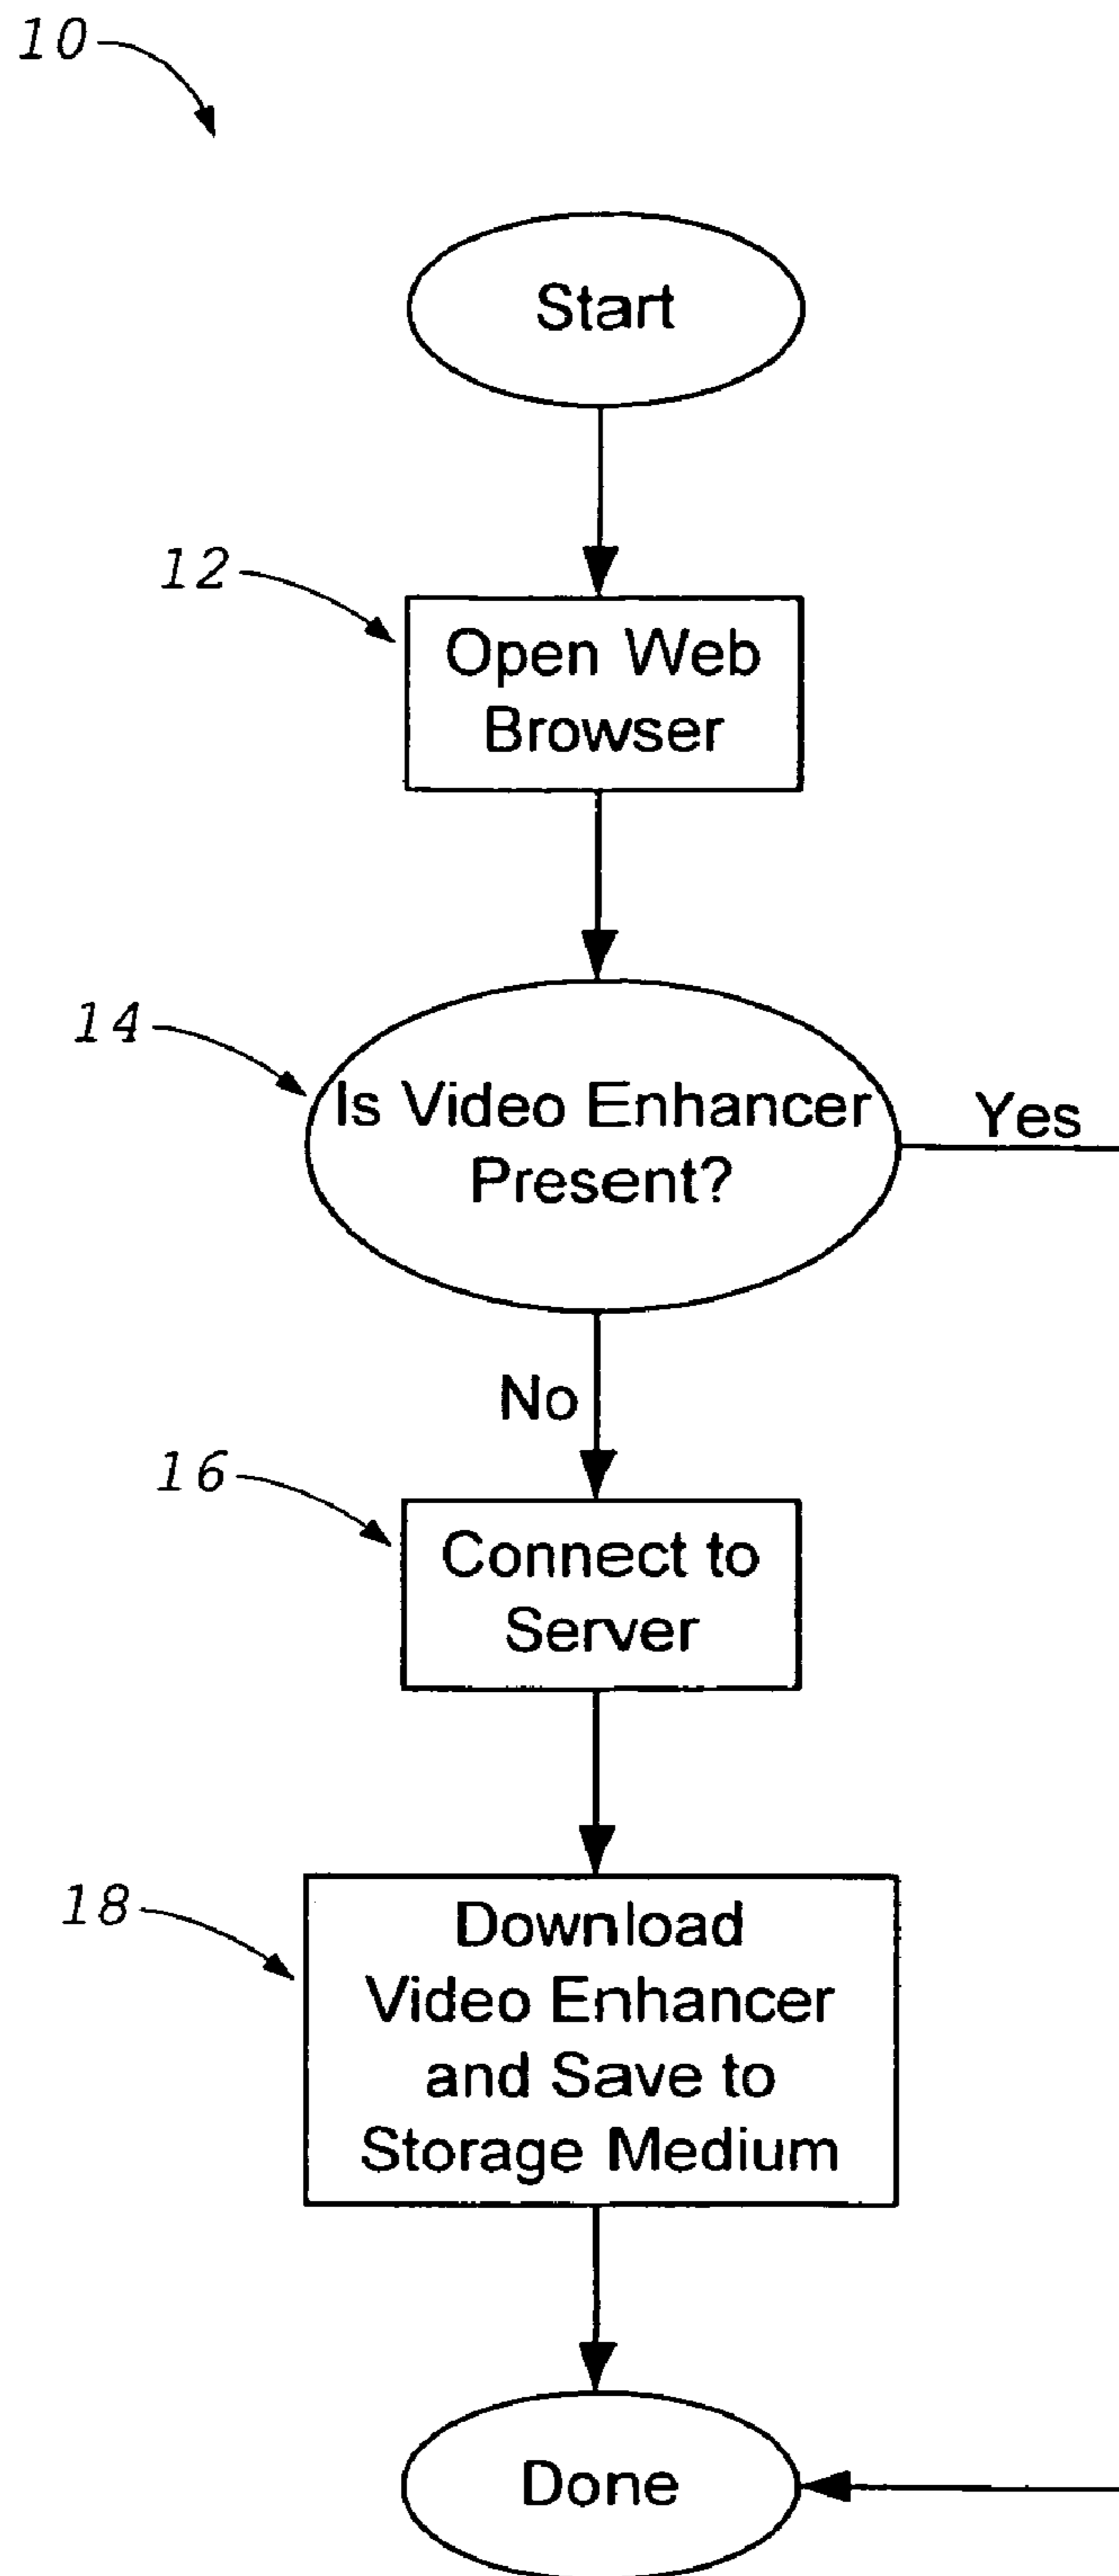 10
Start
12
Open Web
Browser
14
Is Video Enhancer
Present?
Yes
No
16
Connect to
Server
18
Download
Video Enhancer
and Save to
Storage Medium
Done